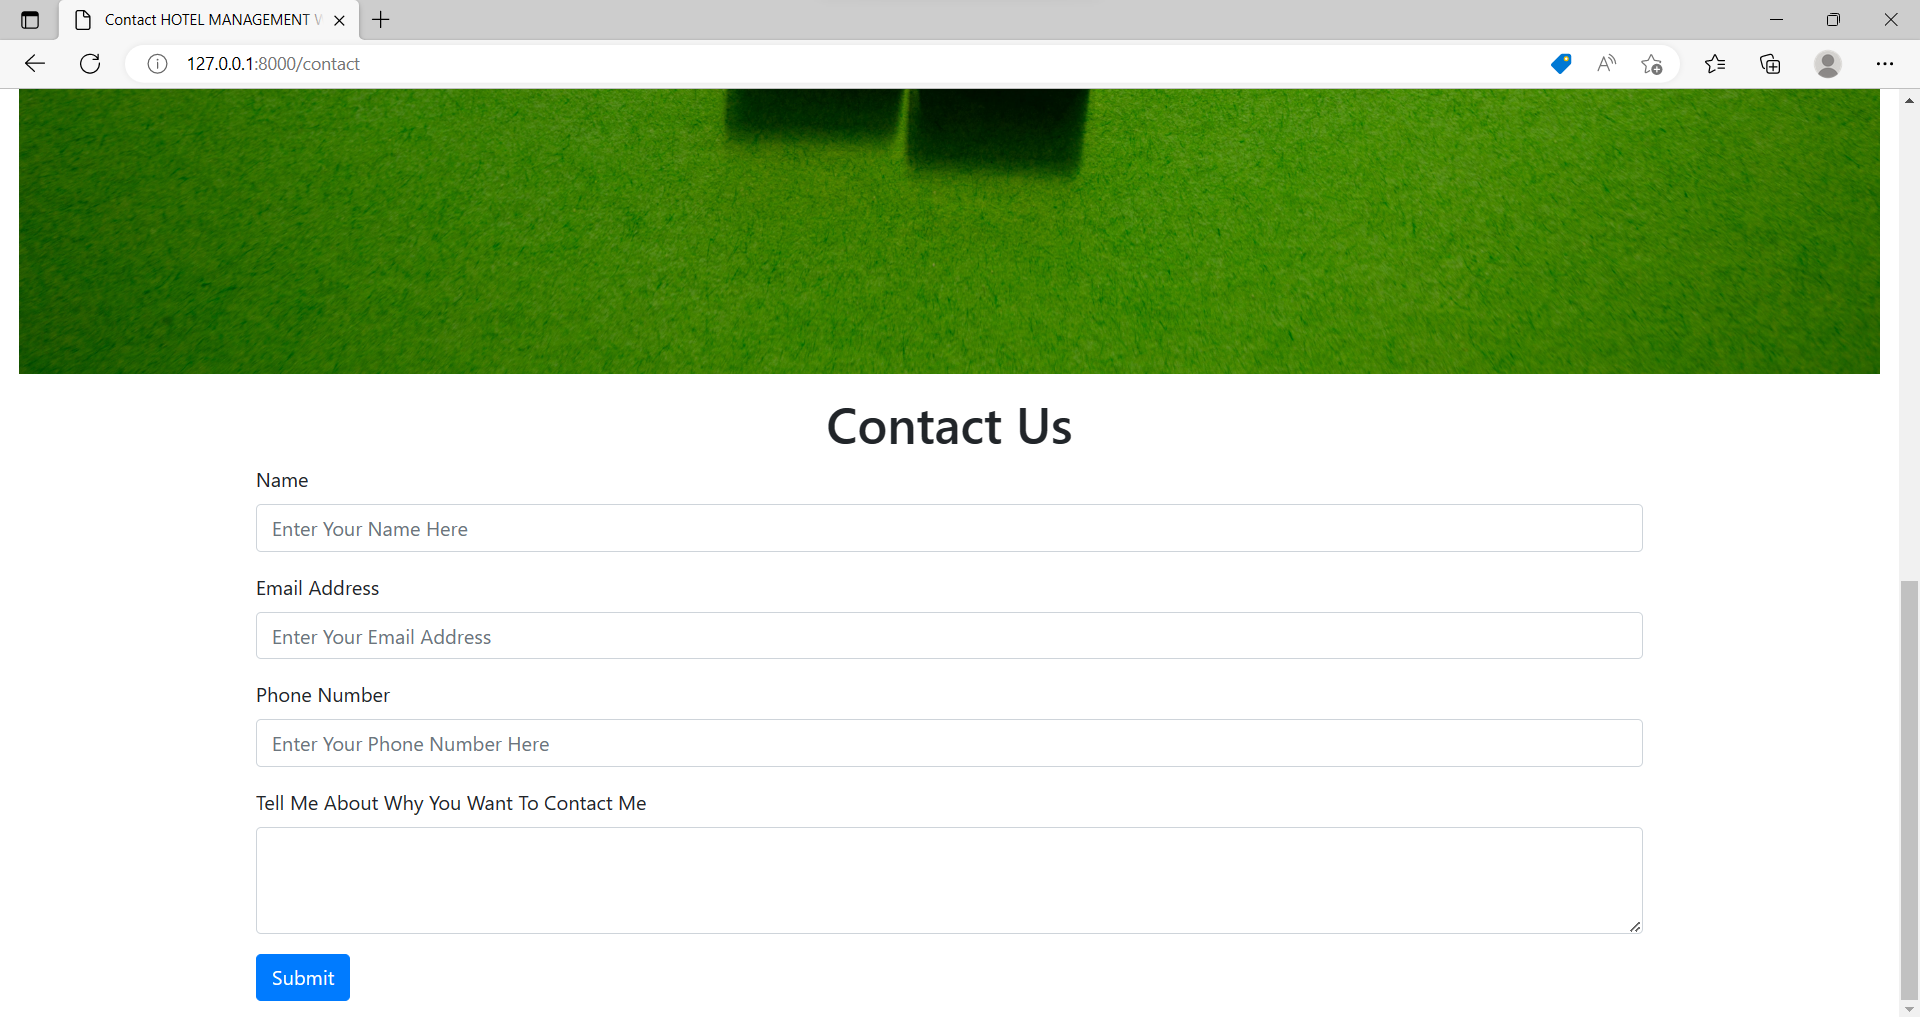 Contact HOTEL MANAGEMENT
127.0.0.1:8000/contact
Contact Us
Name
Enter Your Name Here
Email Address
Enter Your Email Address
Phone Number
Enter Your Phone Number Here
Tell Me About Why You Want To Contact Me
Submit